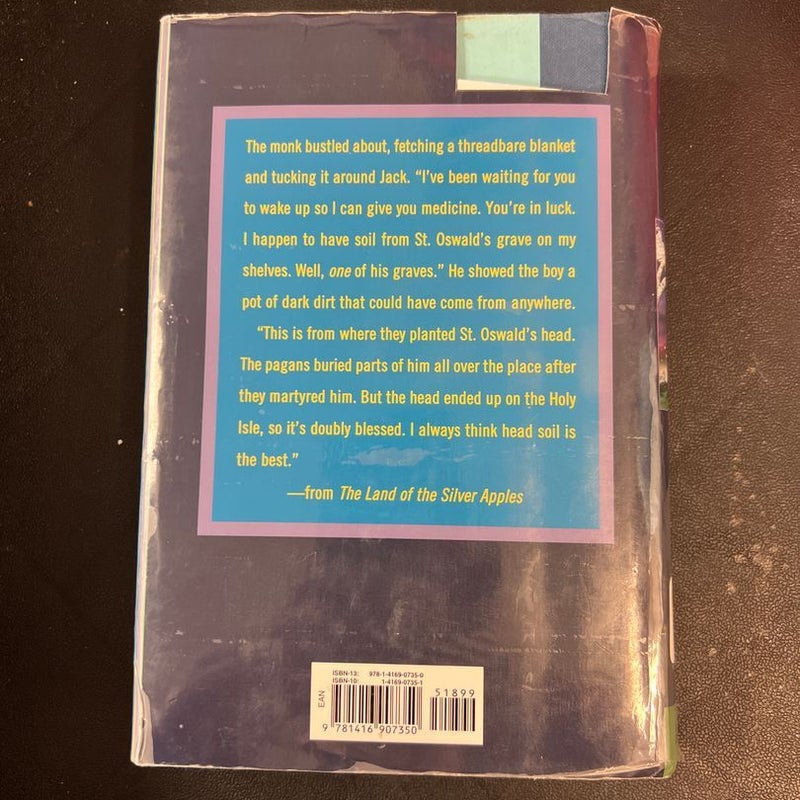 The monk bustled about, fetching a threadbare blanket
and tucking it around Jack. “I’ve been waiting for you
to wake up so I can give you medicine. You’re in luck.
I happen to have soil from St. Oswald’s grave on my
shelves. Well, one of his graves.” He showed the boy a
pot of dark dirt that could have come from anywhere.
“This is from where they planted St. Oswald’s head.
The pagans buried parts of him all over the place after
they martyred him. But the head ended up on the Holy
Isle, so it’s doubly blessed. I always think head soil is
the best.”
—from The Land of the Silver Apples
ISBN-13: 978-1-4169-0735-0
ISBN-10: 1-4169-0735-1
51899
EAN
9 781416 907350